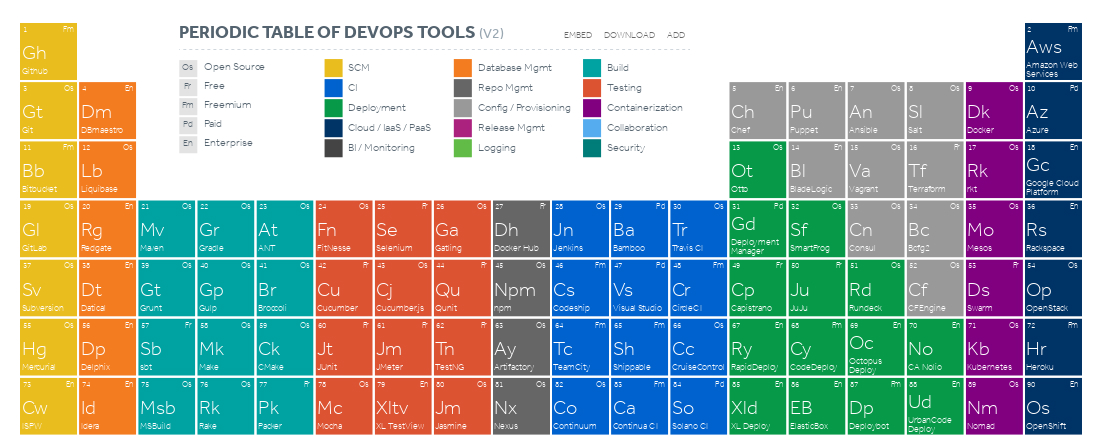 PERIODIC TABLE OF DEVOPS TOOLS (V2)
EMBED DOWNLOAD ADD
Os Open Source
Fr Free
Fm Freemium
Pd Paid
En Enterprise
SCM
CI
Deployment
Cloud / IaaS / PaaS
BI / Monitoring
Database Mgmt
Repo Mgmt
Config / Provisioning
Release Mgmt
Logging
Build
Testing
Containerization
Collaboration
Security
1 Fm
Gh
Github
2 Pm
Aws
Amazon Web
Services
3 Os
Gt
Git
4 En
Dm
DBmaestro
5 En
Ch
Chef
6 En
Pu
Puppet
7 Os
An
Ansible
8 Os
Sl
Salt
9 Os
Dk
Docker
10 Pd
Az
Azure
11 Fm
Bb
Bitbucket
12 Os
Lb
Liquibase
13 Os
Ot
Otto
14 En
Bl
BladeLogic
15 Os
Va
Vagrant
16 Fr
Tf
Terraform
17 Os
Rk
rkt
18 En
Gc
Google Cloud
Platform
19 Os
Gl
GitLab
20 En
Rg
Redgate
21 Os
Mv
Maven
22 Os
Gr
Gradle
23 Os
At
ANT
24 Os
Fn
FitNesse
25 Fr
Se
Selenium
26 Os
Ga
Gatling
27 Fr
Dh
Docker Hub
28 Os
Jn
Jenkins
29 Pd
Ba
Bamboo
30 Os
Tr
Travis CI
31 Pd
Gd
Deployment
Manager
32 Os
Sf
SmartFrog
33 Os
Cn
Consul
34 Os
Bc
Bcfg2
35 Os
Mo
Mesos
36 En
Rs
Rackspace
37 Os
Sv
Subversion
38 En
Dt
Datical
39 Os
Gt
Grunt
40 Os
Gp
Gulp
41 Os
Br
Broccoli
42 Fr
Cu
Cucumber
43 Os
Cj
Cucumber.js
44 Fr
Qu
Qunit
45 Os
Npm
npm
46 Fm
Cs
Codeship
47 Pd
Vs
Visual Studio
48 Fm
Cr
CircleCI
49 Fr
Cp
Capistrano
50 Fr
Ju
JuJu
51 Os
Rd
Rundeck
52 Os
Cf
CFEngine
53 Fr
Ds
Swarm
54 Os
Op
OpenStack
55 Os
Hg
Mercurial
56 En
Dp
Delphix
57 Fr
Sb
sbt
58 Os
Mk
Make
59 Os
Ck
CMake
60 Fr
Jt
JUnit
61 Fr
Jm
JMeter
62 Fr
Tn
TestNG
63 Os
Ay
Artifactory
64 Fm
Tc
TeamCity
65 Fm
Sh
Shippable
66 Os
Cc
CruiseControl
67 En
Ry
RapidDeploy
68 Fm
Cy
CodeDeploy
69 En
Oc
Octopus
Deploy
70 En
No
CA Nolio
71 Os
Kb
Kubernetes
72 Fm
Hr
Heroku
73 En
Cw
ISPW
74 En
Id
Idera
75 Os
Msb
MSBuild
76 Os
Rk
Rake
77 Fr
Pk
Packer
78 Os
Mc
Mocha
79 En
Xltv
XL TestView
80 Os
Jm
Jasmine
81 Os
Nx
Nexus
82 Os
Co
Continuum
83 Fm
Ca
Continua CI
84 Pd
So
Solano CI
85 En
Xld
XL Deploy
86 En
EB
ElasticBox
87 Fm
Dp
Deploybot
88 En
Ud
UrbanCode
Deploy
89 Os
Nm
Nomad
90 En
Os
OpenShift